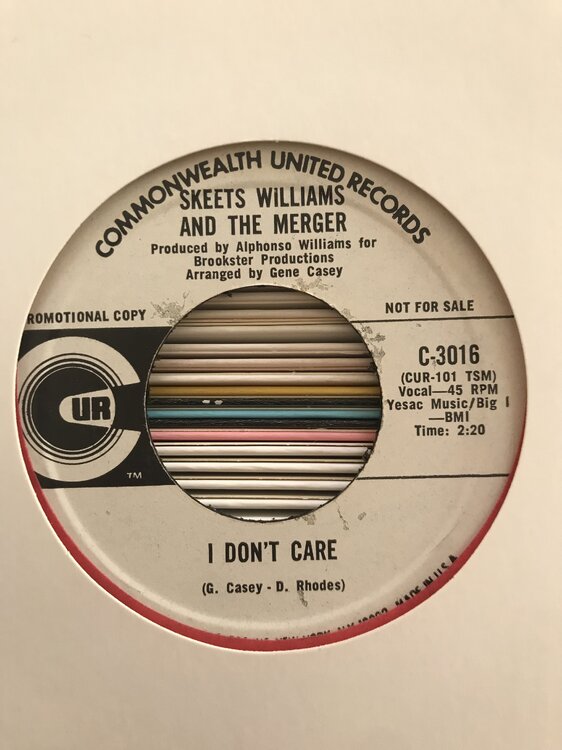 COMMONWEALTH UNITED RECORDS
SKEETS WILLIAMS
AND THE MERGER
Produced by Alphonso Williams for
Brookster Productions
Arranged by Gene Casey
ROMOTIONAL COPY
NOT FOR SALE
C-3016
(CUR-101 TSM)
Vocal—45 RPM
Yesac Music/Big I
—BMI
Time: 2:20
CUR
TM
I DON'T CARE
(G. Casey - D. Rhodes)
MADE IN U.S.A.